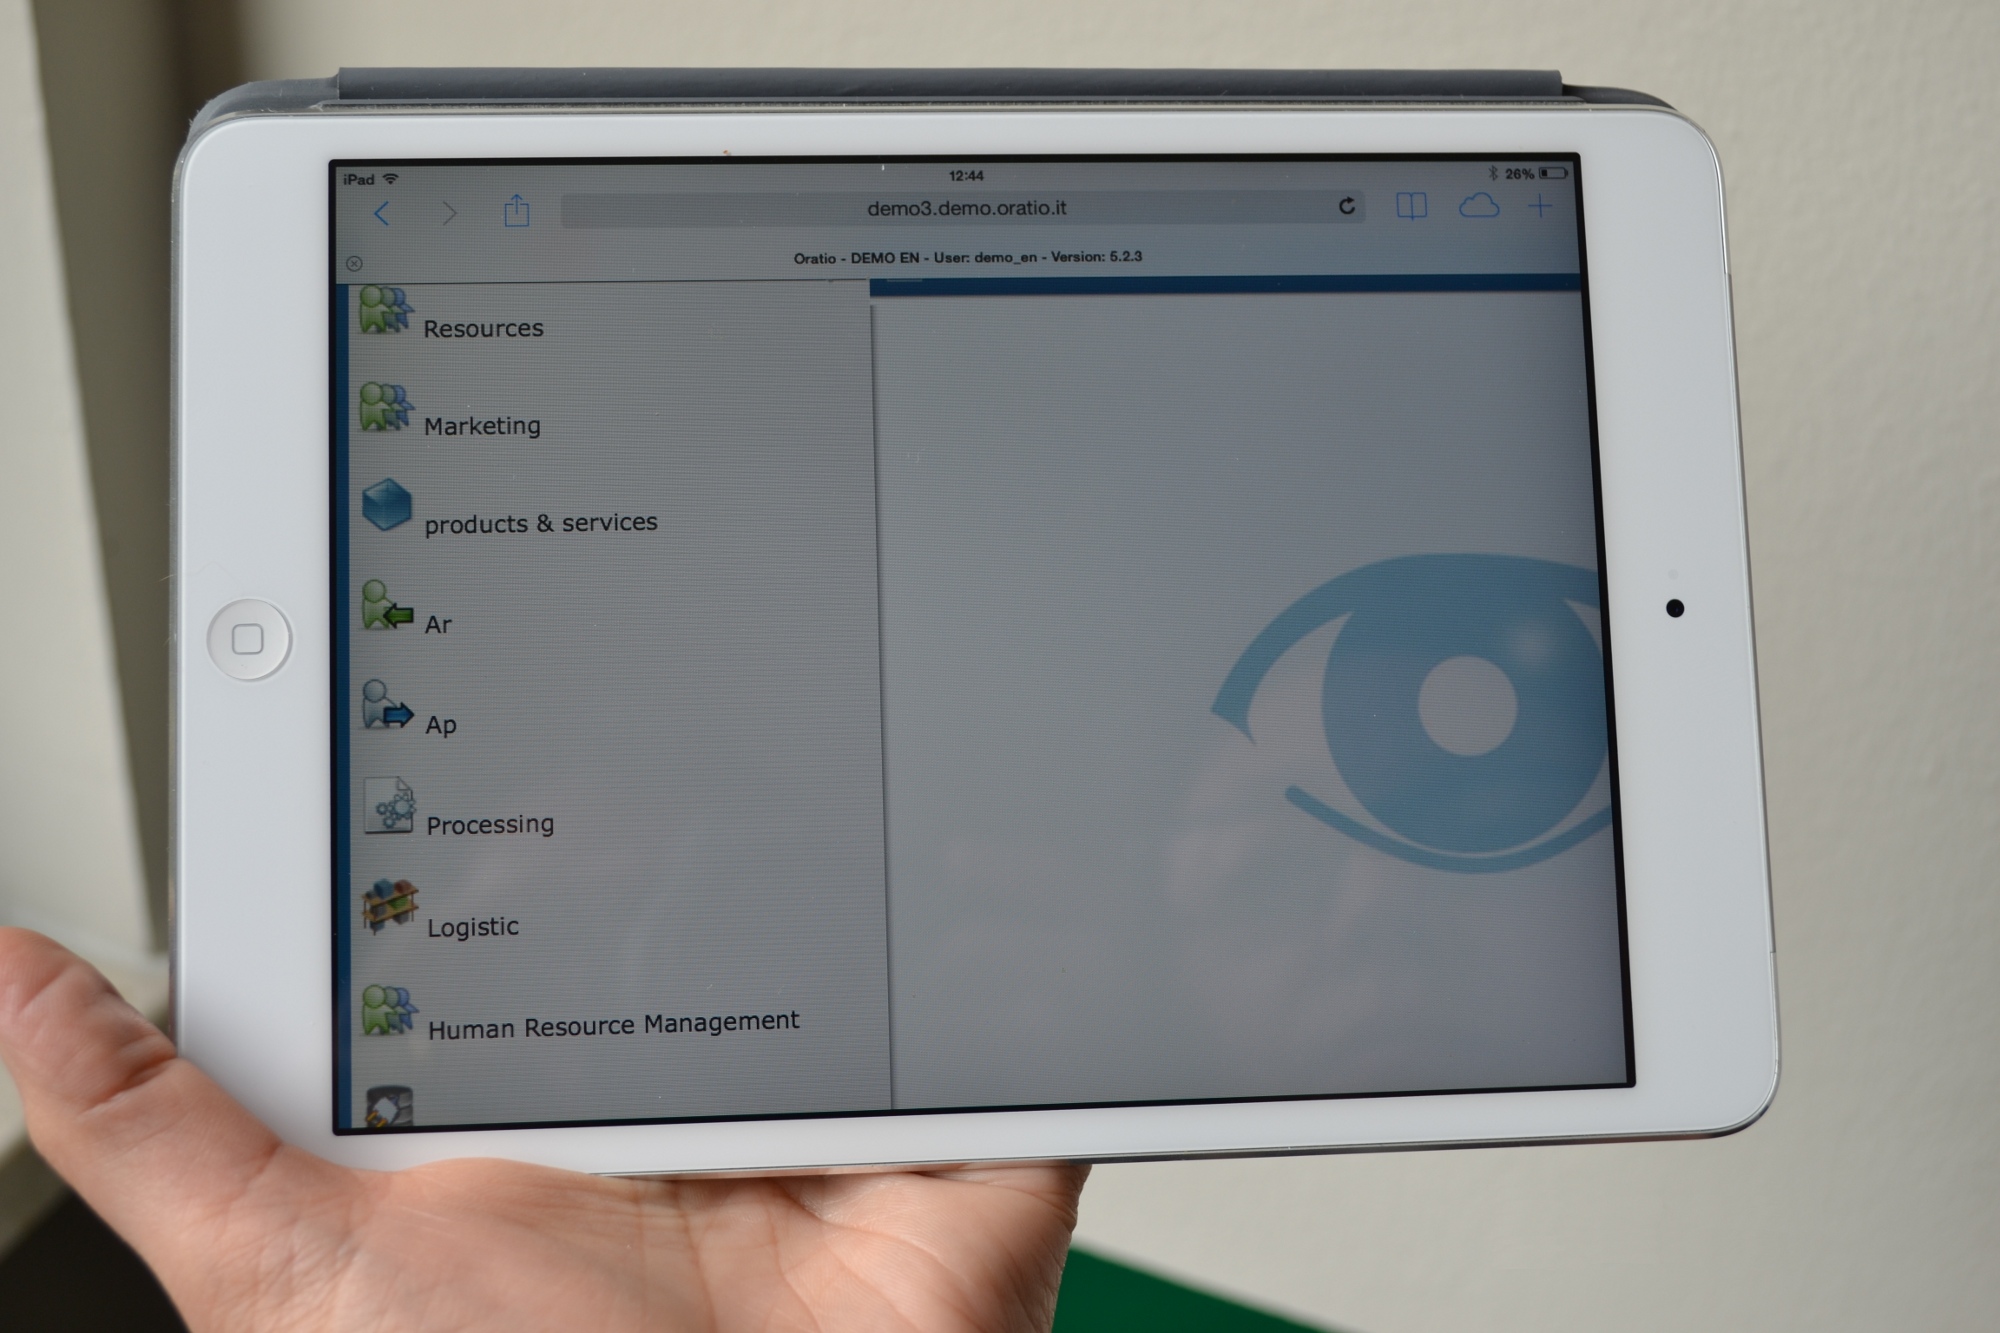 iPad
12:44
26%
demo3.demo.oratio.it
Oratio - DEMO EN - User: demo_en - Version: 5.2.3
Resources
Marketing
products & services
Ar
Ap
Processing
Logistic
Human Resource Management